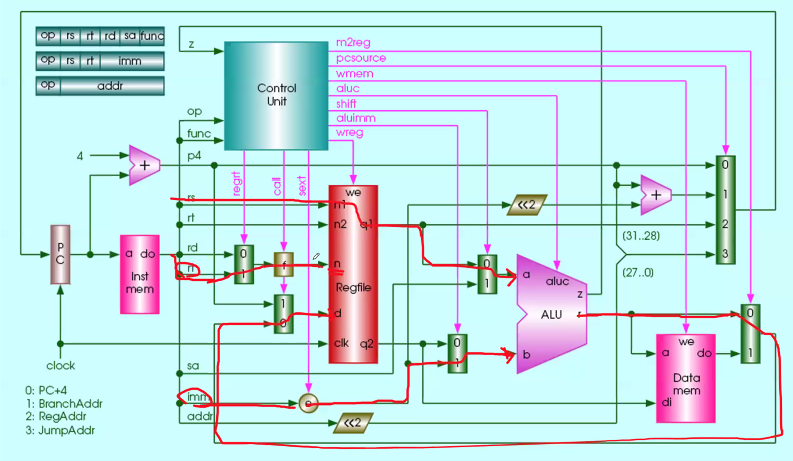 op rs rt rd sa func
op rs rt imm
op addr
z
op
func
p4
4
Control
Unit
m2reg
pcsource
wmem
aluc
shift
aluimm
wreg
regrt
call
sext
+
rs
rt
rd
rt
we
n1
n2
n
d
clk
q1
q2
Regfile
f
0
1
1
0
P
C
a do
Inst
mem
clock
sa
imm
e
addr
<<2
<<2
+
0
1
2
3
(31..28)
(27..0)
0
1
0
1
a
aluc
z
ALU
r
b
0
1
we
a do
Data
mem
di
0: PC+4
1: BranchAddr
2: RegAddr
3: JumpAddr